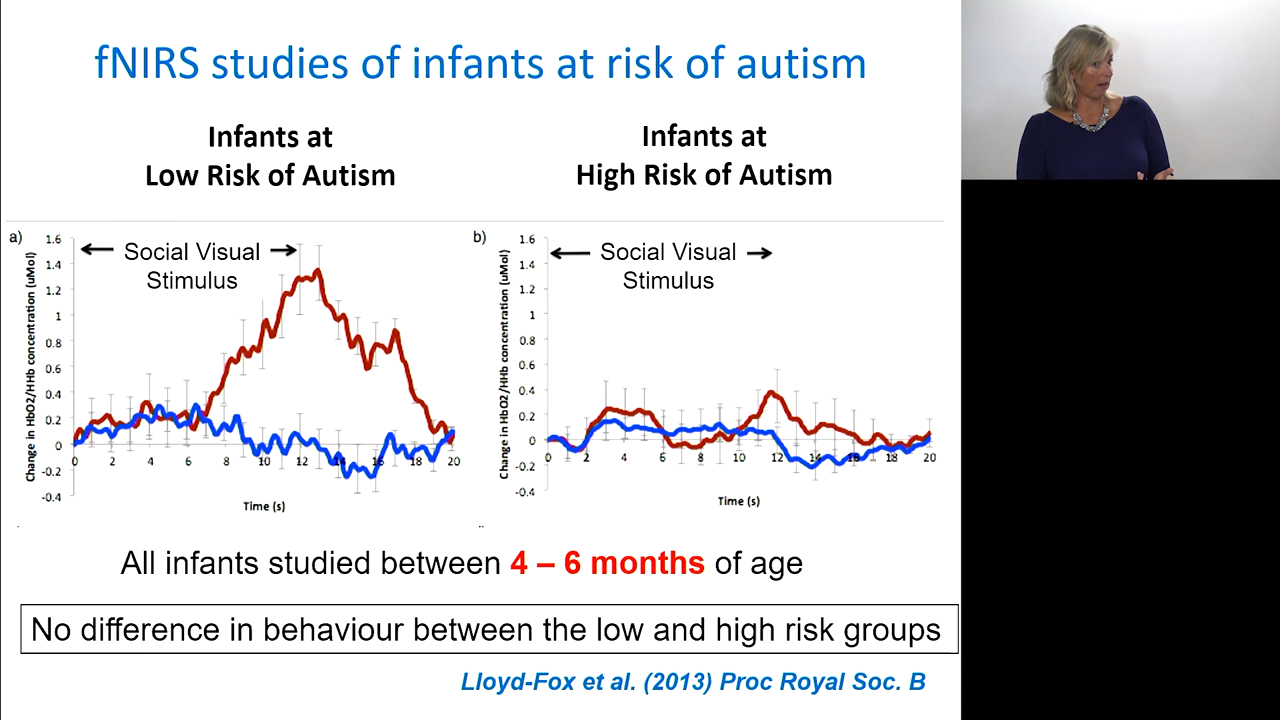 fNIRS studies of infants at risk of autism
Infants at
Low Risk of Autism
Infants at
High Risk of Autism
a)
Change in HbO2/HHb concentration (uMol)
1.6
1.4
1.2
1
0.8
0.6
0.4
0.2
0
-0.2
-0.4
Social Visual
Stimulus
0 2 4 6 8 10 12 14 16 18 20
Time (s)
b)
Change in HbO2/HHb concentration (uMol)
1.6
1.4
1.2
1
0.8
0.6
0.4
0.2
0
-0.2
-0.4
Social Visual
Stimulus
0 2 4 6 8 10 12 14 16 18 20
Time (s)
All infants studied between 4 – 6 months of age
No difference in behaviour between the low and high risk groups
Lloyd-Fox et al. (2013) Proc Royal Soc. B